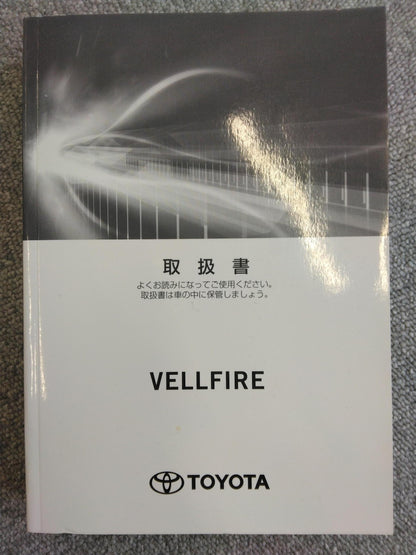 取扱書
よくお読みになってご使用ください。
取扱書は車の中に保管しましょう。
VELLFIRE
TOYOTA